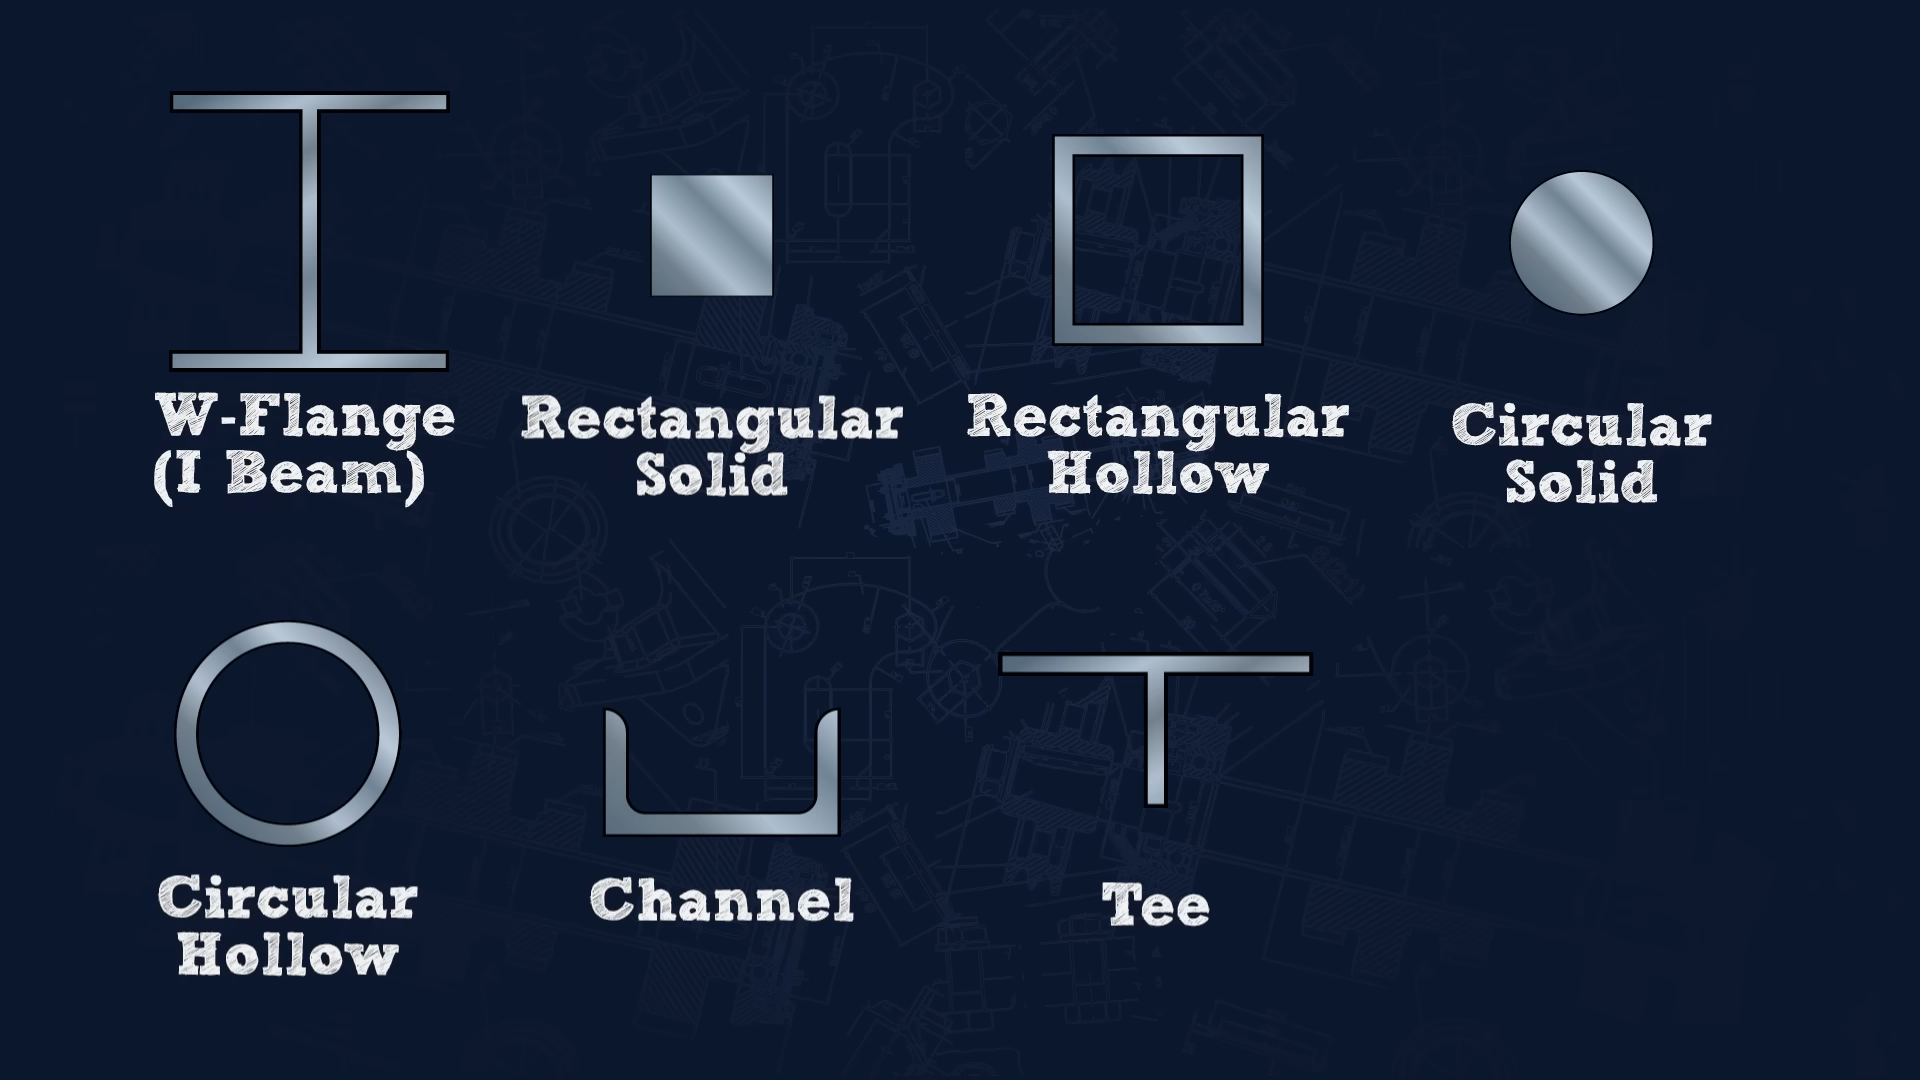 W-Flange
(I Beam)
Rectangular
Solid
Rectangular
Hollow
Circular
Solid
Circular
Hollow
Channel
Tee